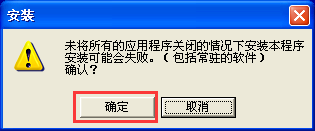 安装
未将所有的应用程序关闭的情况下安装本程序
安装可能会失败。（包括常驻的软件）
确认？
确定
取消